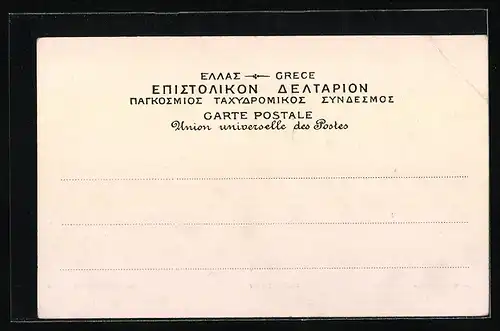 ΕΛΛΑΣ — GRECE
ΕΠΙΣΤΟΛΙΚΟΝ ΔΕΛΤΑΡΙΟΝ
ΠΑΓΚΟΣΜΙΟΣ ΤΑΧΥΔΡΟΜΙΚΟΣ ΣΥΝΔΕΣΜΟΣ
CARTE POSTALE
Union universelle des Postes